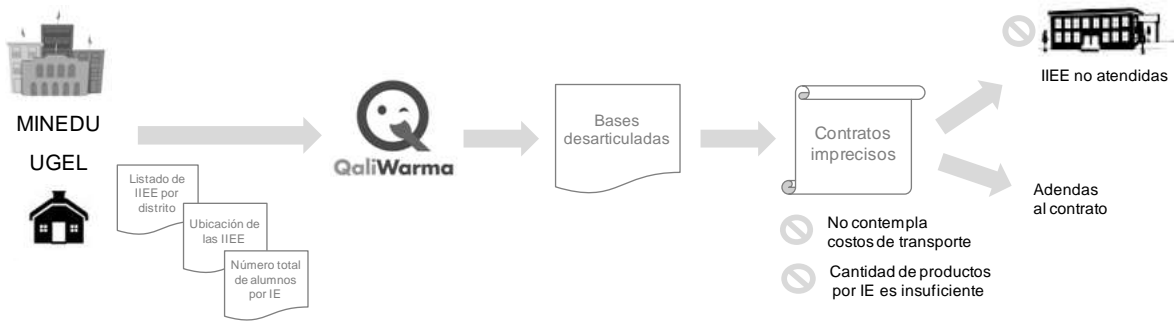 MINEDU
UGEL
Listado de
IIEE por
distrito
Ubicación de
las IIEE
Número total
de alumnos
por IE
QaliWarma
Bases
desarticuladas
Contratos
imprecisos
No contempla
costos de transporte
Cantidad de productos
por IE es insuficiente
IIEE no atendidas
Adendas
al contrato